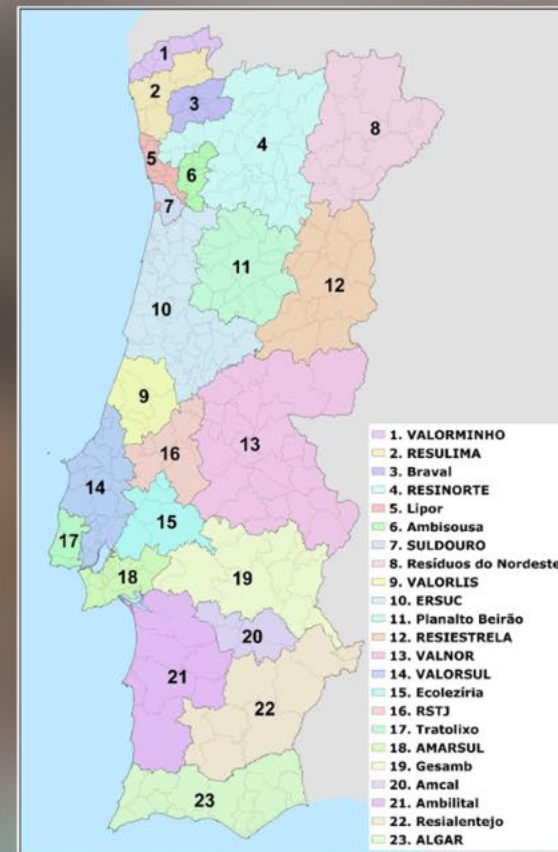 1
2
3
4
8
5
6
7
11
12
10
9
13
16
14
15
17
18
19
20
21
22
23
1. VALORMINHO
2. RESULIMA
3. Braval
4. RESINORTE
5. Lipor
6. Ambisousa
7. SULDOURO
8. Resíduos do Nordeste
9. VALORLIS
10. ERSUC
11. Planalto Beirão
12. RESIESTRELA
13. VALNOR
14. VALORSUL
15. Ecolezíria
16. RSTJ
17. Tratolixo
18. AMARSUL
19. Gesamb
20. Amcal
21. Ambilital
22. Resialentejo
23. ALGAR